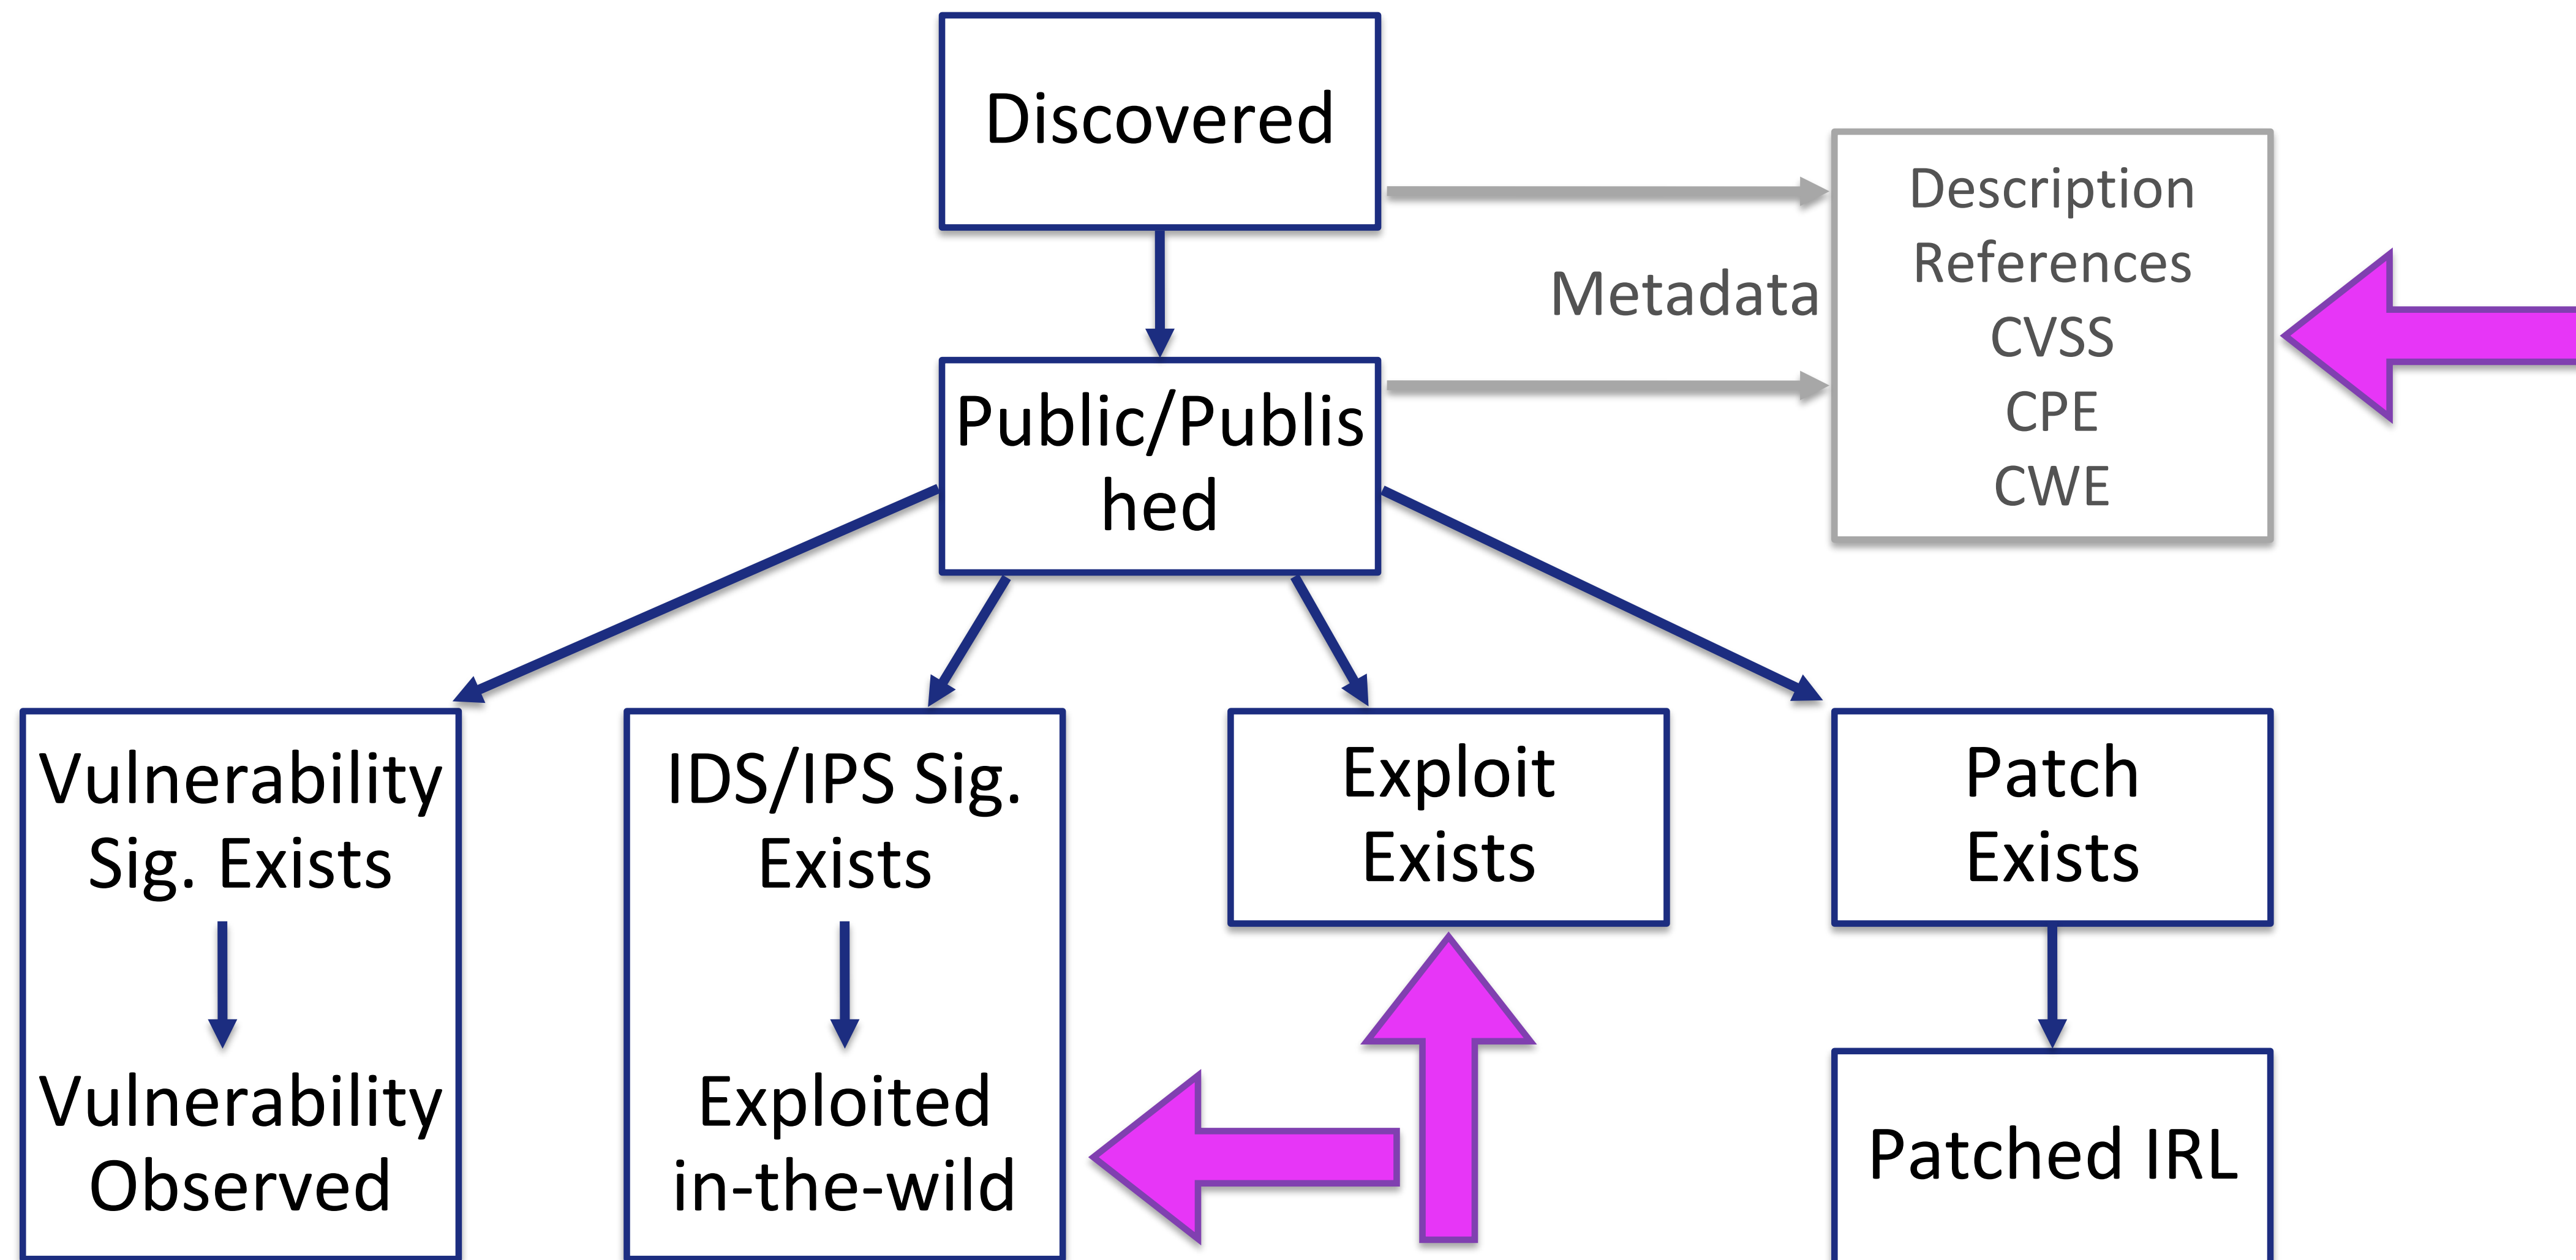 Discovered
Description
References
Metadata
CVSS
CPE
CWE
Public/Publis
hed
Vulnerability
Sig. Exists
Vulnerability
Observed
IDS/IPS Sig.
Exists
Exploited
in-the-wild
Exploit
Exists
Patch
Exists
Patched IRL